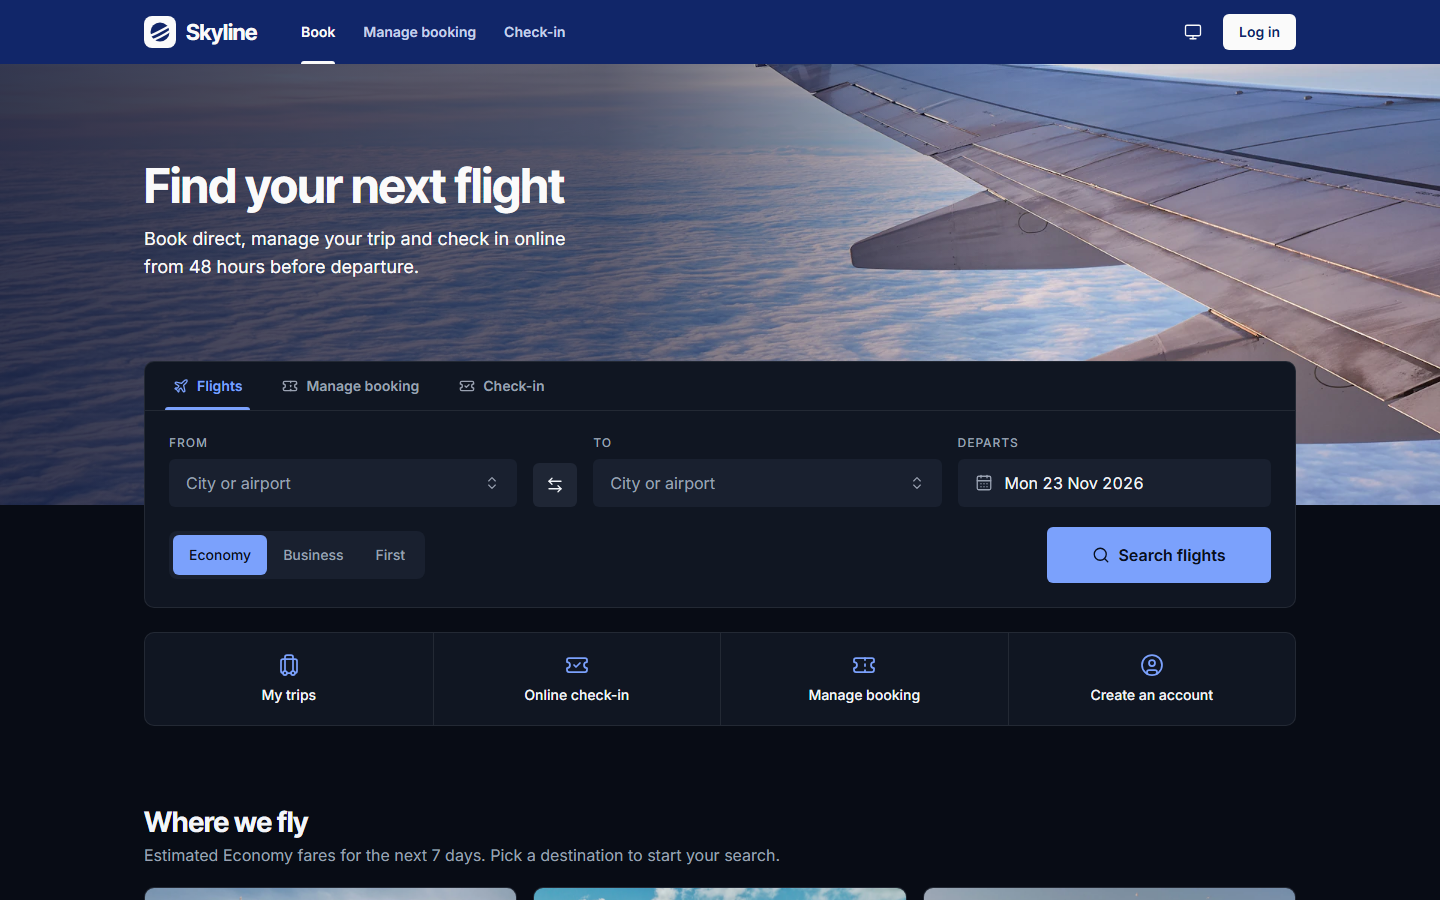 Skyline
Book
Manage booking
Check-in
Log in
Find your next flight
Book direct, manage your trip and check in online
from 48 hours before departure.
Flights
Manage booking
Check-in
FROM
TO
DEPARTS
City or airport
City or airport
Mon 23 Nov 2026
Economy
Business
First
Search flights
My trips
Online check-in
Manage booking
Create an account
Where we fly
Estimated Economy fares for the next 7 days. Pick a destination to start your search.